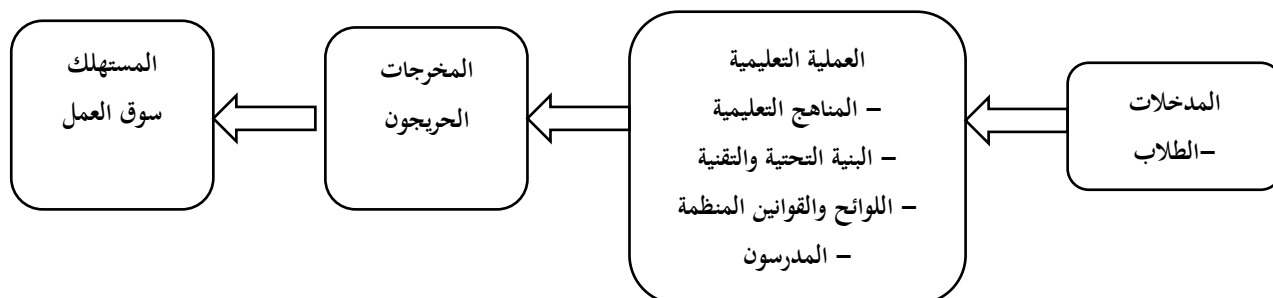 المدخلات
–الطلاب
العملية التعليمية
– المناهج التعليمية
– البنية التحتية والتقنية
– اللوائح والقوانين المنظمة
– المدرسون
المخرجات
الحريجون
المستهلك
سوق العمل